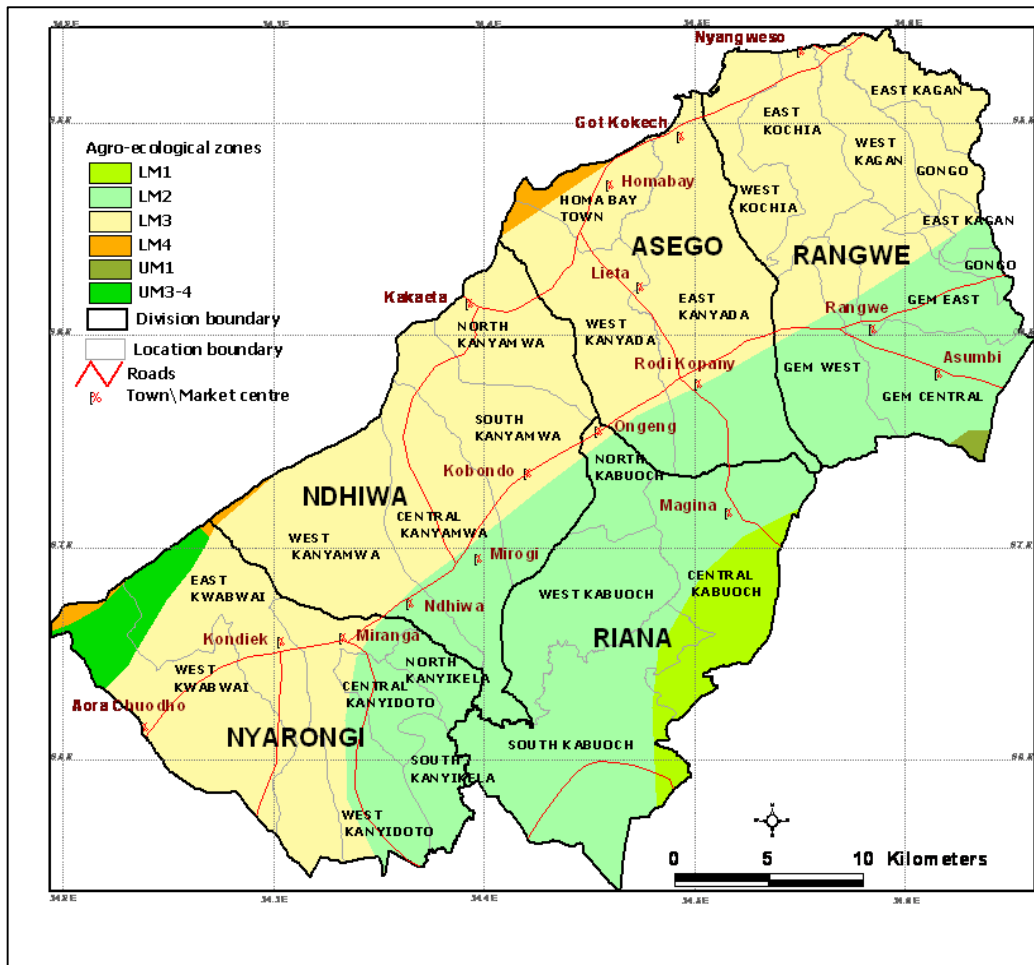 Nyangweso
EAST KAGAN
Got Kokech
EAST
KOCHIA
WEST
KAGAN
GONGO
Agro-ecological zones
LM1
LM2
LM3
LM4
UM1
UM3-4
Division boundary
Location boundary
Roads
Town\Market centre
Homabay
HOMA BAY
TOWN
WEST
KOCHIA
EAST KAGAN
ASEGO
RANGWE
GONGO
Lieta
Kakaeta
EAST
KANYADA
GEM EAST
Rangwe
NORTH
KANYAMWA
WEST
KANYADA
Rodi Kopany
GEM WEST
Asumbi
GEM CENTRAL
SOUTH
KANYAMWA
Ongeng
Kobondo
NORTH
KABUOCH
NDHIWA
Magina
CENTRAL
KANYAMWA
WEST
KANYAMWA
Mirogi
EAST
KWABWAI
CENTRAL
KABUOCH
WEST KABUOCH
Ndhiwa
Kondiek
Miranga
RIANA
WEST
KWABWAI
NORTH
KANYIKELA
CENTRAL
KANYIDOTO
Aora Chuodho
NYARONGI
SOUTH KABUOCH
SOUTH
KANYIKELA
WEST
KANYIDOTO
0 5 10 Kilometers